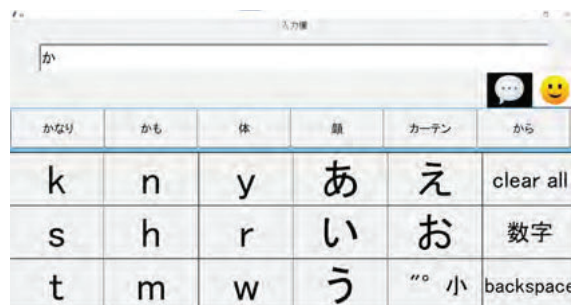 入力欄
か
かなり かも 体 顔 カーテン から
k n y あ え clear all
s h r い お 数字
t m w う ゛゜小 backspace